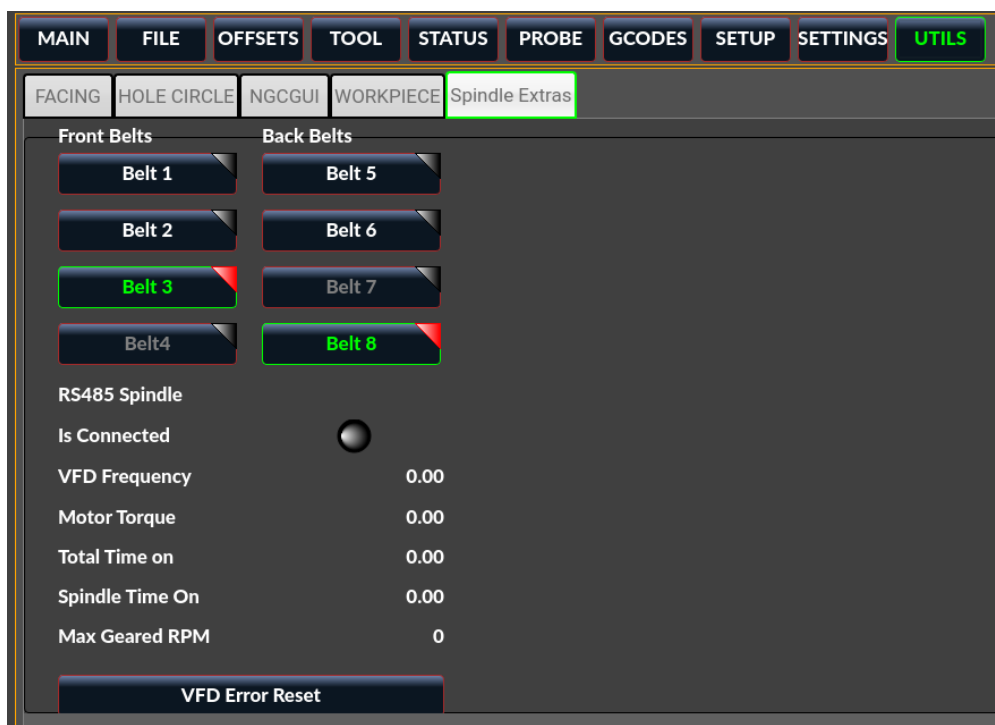 MAIN FILE OFFSETS TOOL STATUS PROBE GCODES SETUP SETTINGS UTILS
FACING HOLE CIRCLE NGCGUI WORKPIECE Spindle Extras
Front Belts Back Belts
Belt 1 Belt 5
Belt 2 Belt 6
Belt 3 Belt 7
Belt4 Belt 8
RS485 Spindle
Is Connected
VFD Frequency 0.00
Motor Torque 0.00
Total Time on 0.00
Spindle Time On 0.00
Max Geared RPM 0
VFD Error Reset